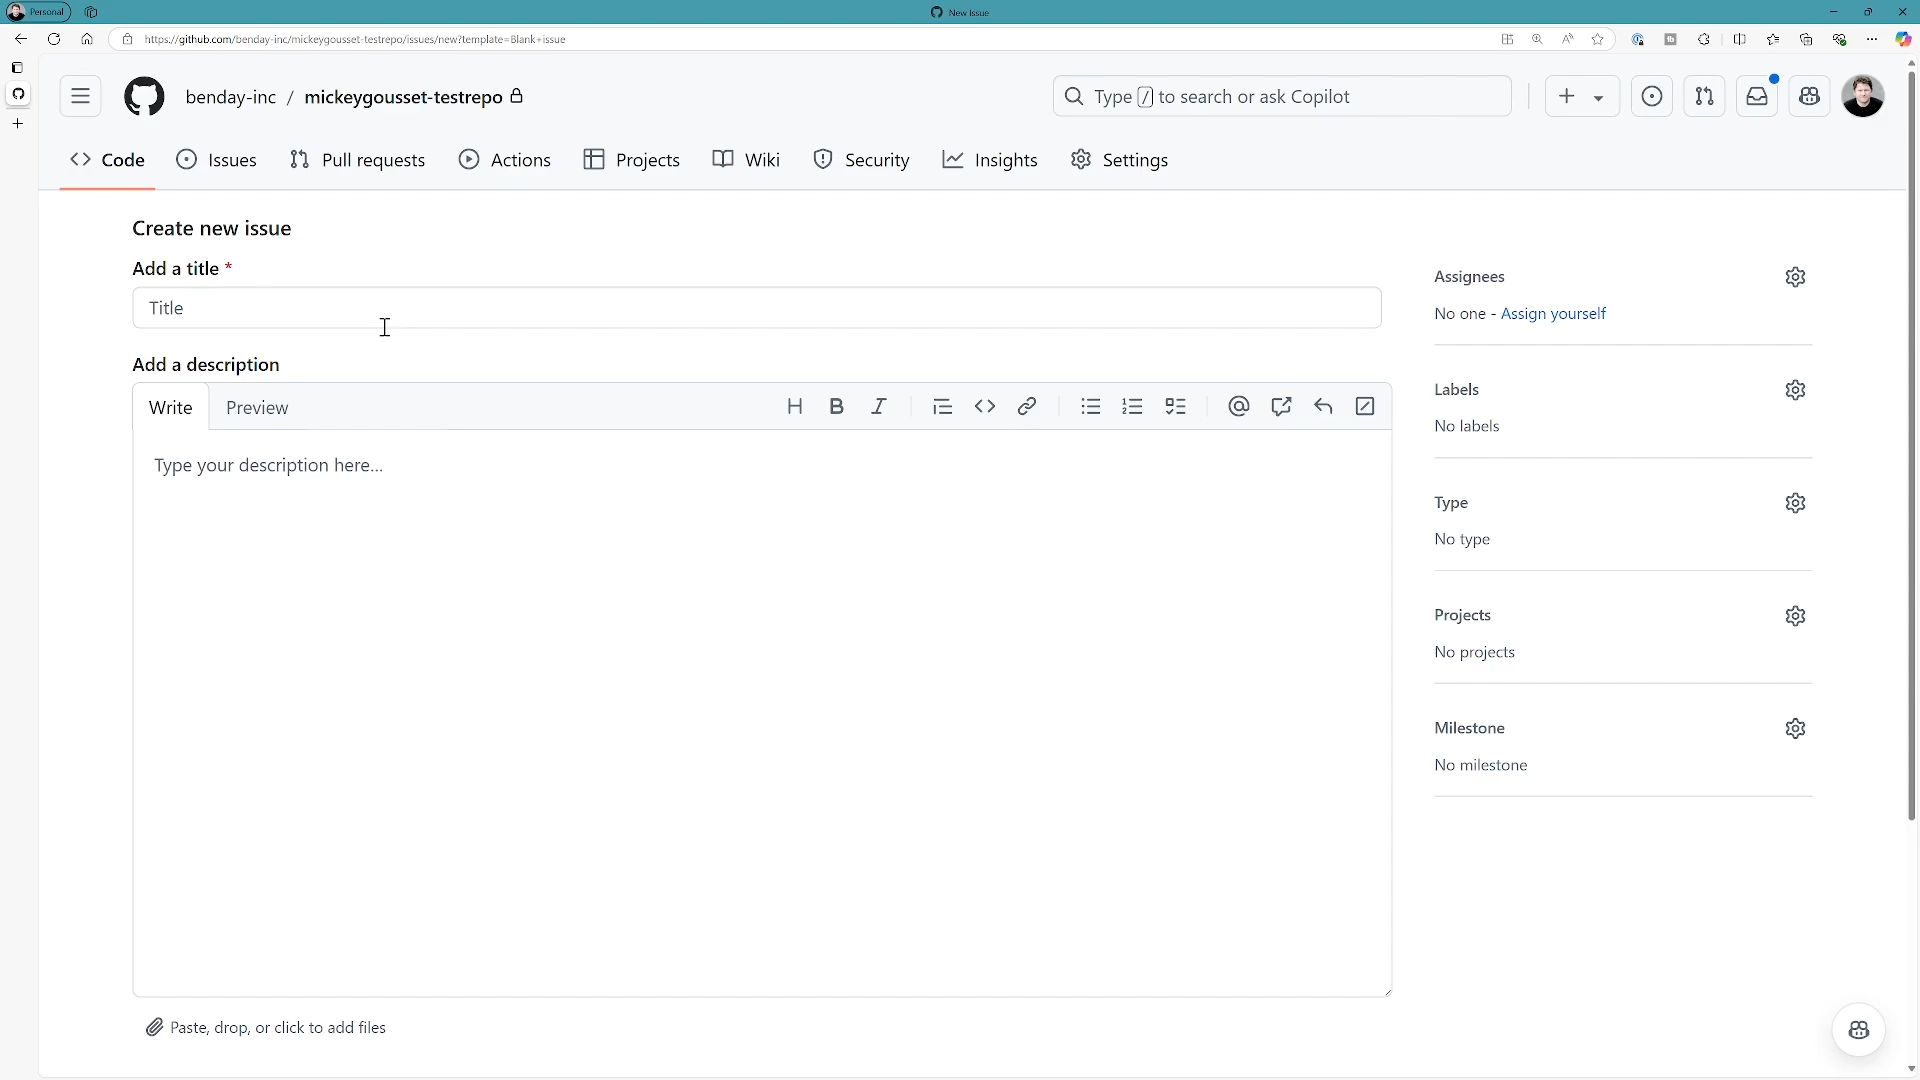 Personal
New Issue
https://github.com/benday-inc/mickeygousset-testrepo/issues/new?template=Blank+issue
benday-inc / mickeygousset-testrepo
Type / to search or ask Copilot
Code
Issues
Pull requests
Actions
Projects
Wiki
Security
Insights
Settings
Create new issue
Add a title *
Title
Add a description
Write
Preview
Type your description here...
Paste, drop, or click to add files
Assignees
No one - Assign yourself
Labels
No labels
Type
No type
Projects
No projects
Milestone
No milestone